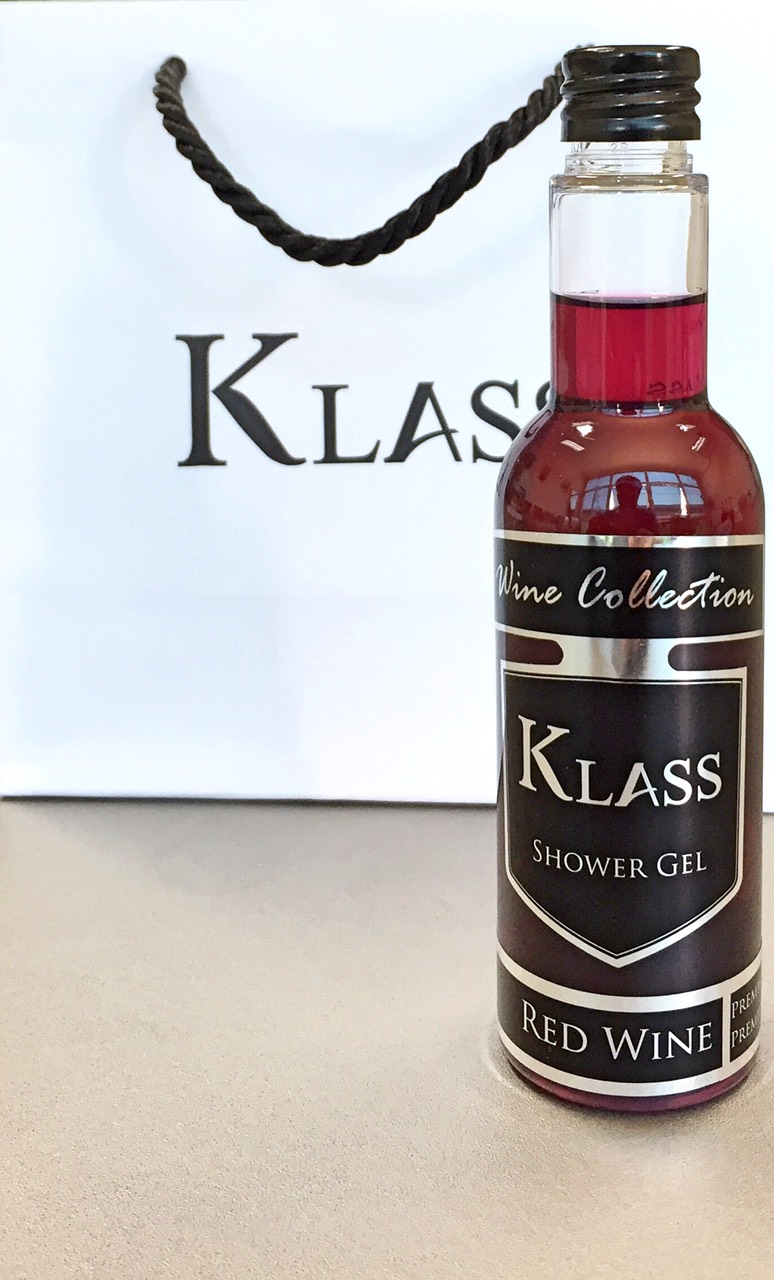 KLASS
Wine Collection
KLASS
SHOWER GEL
RED WINE